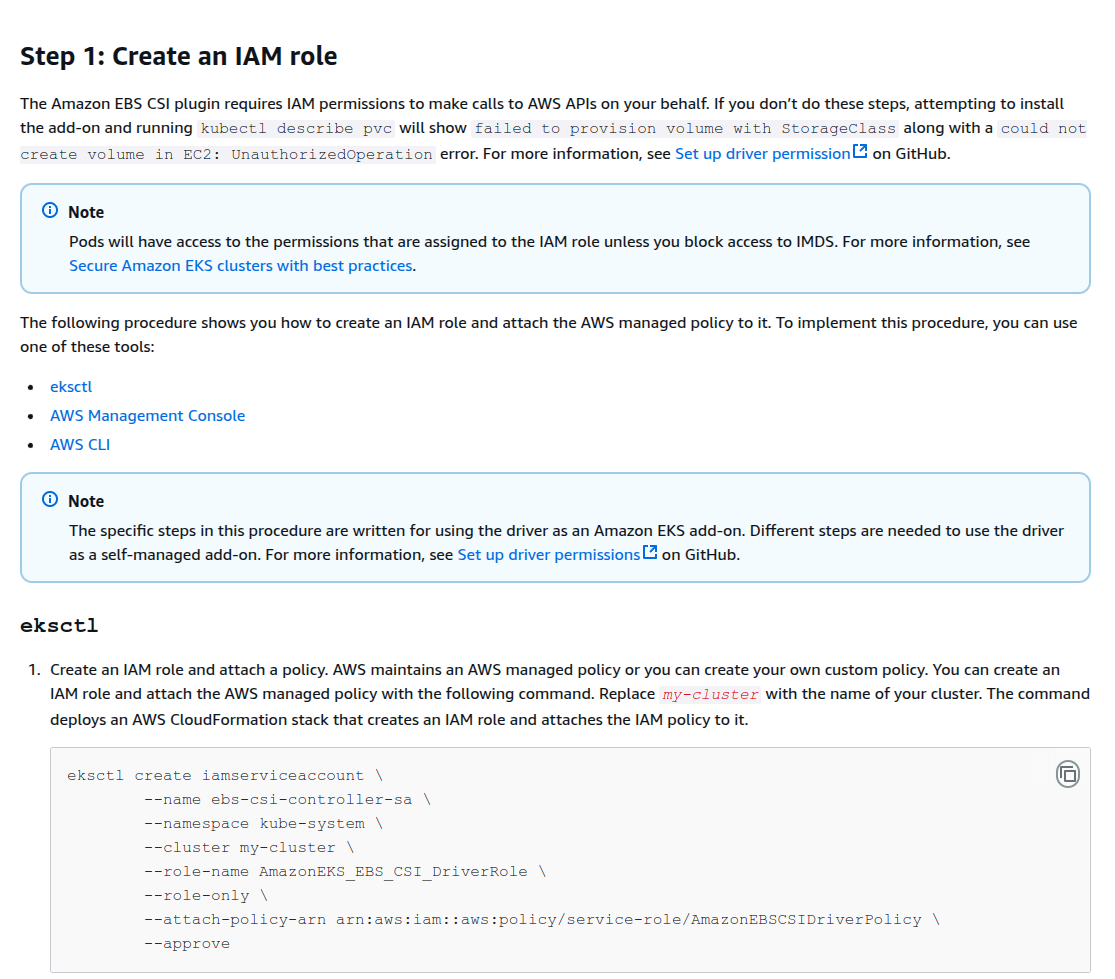 Step 1: Create an IAM role
The Amazon EBS CSI plugin requires IAM permissions to make calls to AWS APIs on your behalf. If you don’t do these steps, attempting to install
the add-on and running kubectl describe pvc will show failed to provision volume with StorageClass along with a could not
create volume in EC2: UnauthorizedOperation error. For more information, see Set up driver permission on GitHub.
Note
Pods will have access to the permissions that are assigned to the IAM role unless you block access to IMDS. For more information, see
Secure Amazon EKS clusters with best practices.
The following procedure shows you how to create an IAM role and attach the AWS managed policy to it. To implement this procedure, you can use
one of these tools:
• eksctl
• AWS Management Console
• AWS CLI
Note
The specific steps in this procedure are written for using the driver as an Amazon EKS add-on. Different steps are needed to use the driver
as a self-managed add-on. For more information, see Set up driver permissions on GitHub.
eksctl
1. Create an IAM role and attach a policy. AWS maintains an AWS managed policy or you can create your own custom policy. You can create an
IAM role and attach the AWS managed policy with the following command. Replace my-cluster with the name of your cluster. The command
deploys an AWS CloudFormation stack that creates an IAM role and attaches the IAM policy to it.
eksctl create iamserviceaccount \
--name ebs-csi-controller-sa \
--namespace kube-system \
--cluster my-cluster \
--role-name AmazonEKS_EBS_CSI_DriverRole \
--role-only \
--attach-policy-arn arn:aws:iam::aws:policy/service-role/AmazonEBSCSIDriverPolicy \
--approve